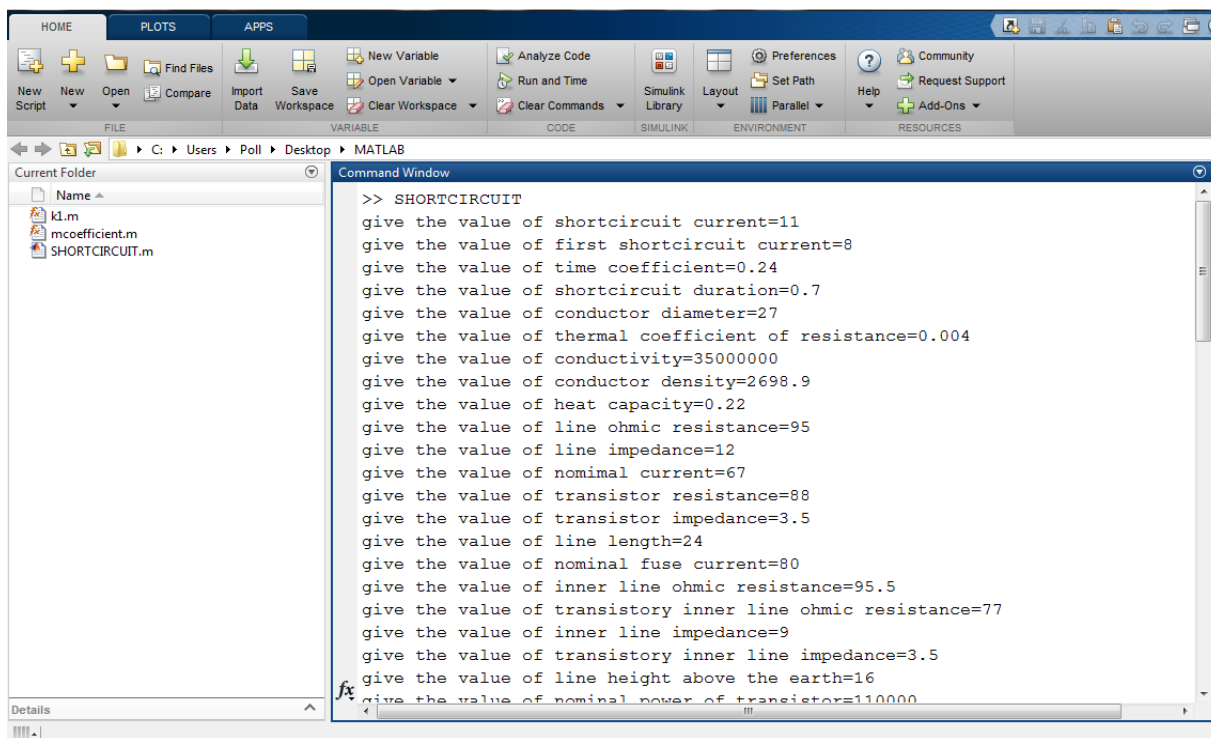 HOME PLOTS APPS
New Script
New
Open
Find Files
Compare
Import Data
Save Workspace
New Variable
Open Variable
Clear Workspace
Analyze Code
Run and Time
Clear Commands
Simulink Library
Layout
Preferences
Set Path
Parallel
Help
Community
Request Support
Add-Ons
FILE VARIABLE CODE SIMULINK ENVIRONMENT RESOURCES
C: Users Poll Desktop MATLAB
Current Folder
Name
k1.m
mcoefficient.m
SHORTCIRCUIT.m
Details
Command Window
>> SHORTCIRCUIT
give the value of shortcircuit current=11
give the value of first shortcircuit current=8
give the value of time coefficient=0.24
give the value of shortcircuit duration=0.7
give the value of conductor diameter=27
give the value of thermal coefficient of resistance=0.004
give the value of conductivity=35000000
give the value of conductor density=2698.9
give the value of heat capacity=0.22
give the value of line ohmic resistance=95
give the value of line impedance=12
give the value of nomimal current=67
give the value of transistor resistance=88
give the value of transistor impedance=3.5
give the value of line length=24
give the value of nominal fuse current=80
give the value of inner line ohmic resistance=95.5
give the value of transistory inner line ohmic resistance=77
give the value of inner line impedance=9
give the value of transistory inner line impedance=3.5
give the value of line height above the earth=16
give the value of nominal power of transistor=110000
fx